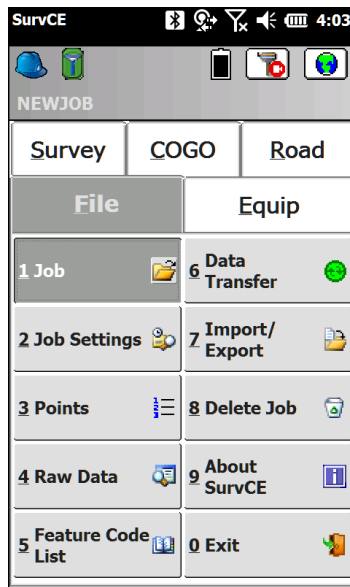 SurvCE 4:03
NEWJOB
Survey COGO Road
File Equip
1 Job
6 Data
Transfer
2 Job Settings
7 Import/
Export
3 Points
8 Delete Job
4 Raw Data
9 About
SurvCE
5 Feature Code
List
0 Exit